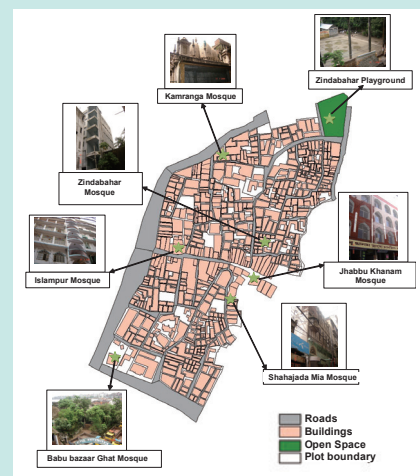 Zindabahar Playground
Kamranga Mosque
Zindabahar
Mosque
Islampur Mosque
Jhabbu Khanam
Mosque
Shahajada Mia Mosque
Babu bazaar Ghat Mosque
Roads
Buildings
Open Space
Plot boundary